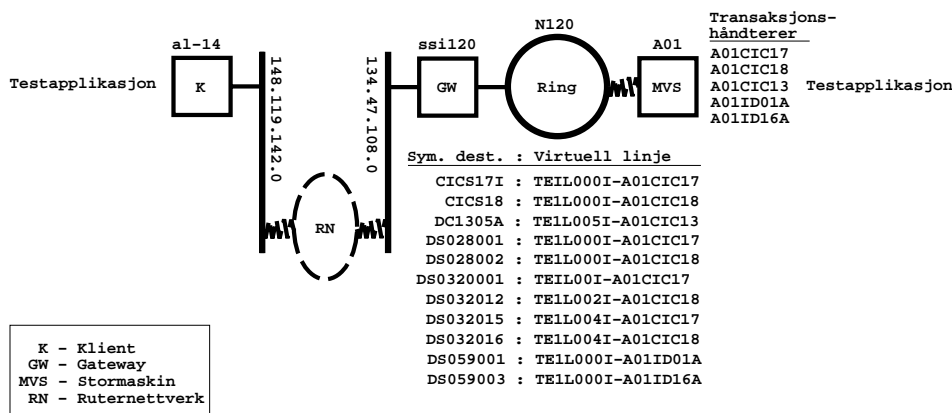 Transaksjons-
håndterer
al-14
ssi120
N120
A01
A01CIC17
A01CIC18
A01CIC13
A01ID01A
A01ID16A
Testapplikasjon
K
148.119.142.0
134.47.108.0
GW
Ring
MVS
Testapplikasjon
RN
Sym. dest. : Virtuell linje
CICS17I : TEIL000I-A01CIC17
CICS18 : TE1L000I-A01CIC18
DC1305A : TE1L005I-A01CIC13
DS028001 : TE1L000I-A01CIC17
DS028002 : TE1L000I-A01CIC18
DS0320001 : TEIL00I-A01CIC17
DS032012 : TE1L002I-A01CIC18
DS032015 : TE1L004I-A01CIC17
DS032016 : TE1L004I-A01CIC18
DS059001 : TE1L000I-A01ID01A
DS059003 : TE1L000I-A01ID16A
K - Klient
GW - Gateway
MVS - Stormaskin
RN - Ruternettverk